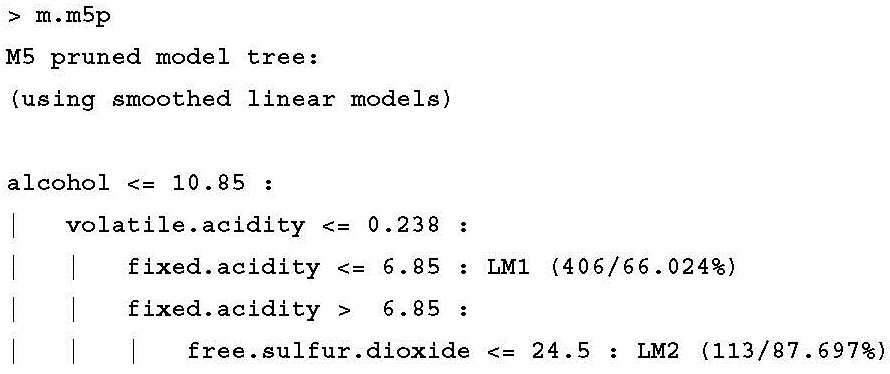 > m.m5p
M5 pruned model tree:
(using smoothed linear models)
alcohol <= 10.85 :
|   volatile.acidity <= 0.238 :
|   |   fixed.acidity <= 6.85 : LM1 (406/66.024%)
|   |   fixed.acidity >  6.85 :
|   |   |   free.sulfur.dioxide <= 24.5 : LM2 (113/87.697%)